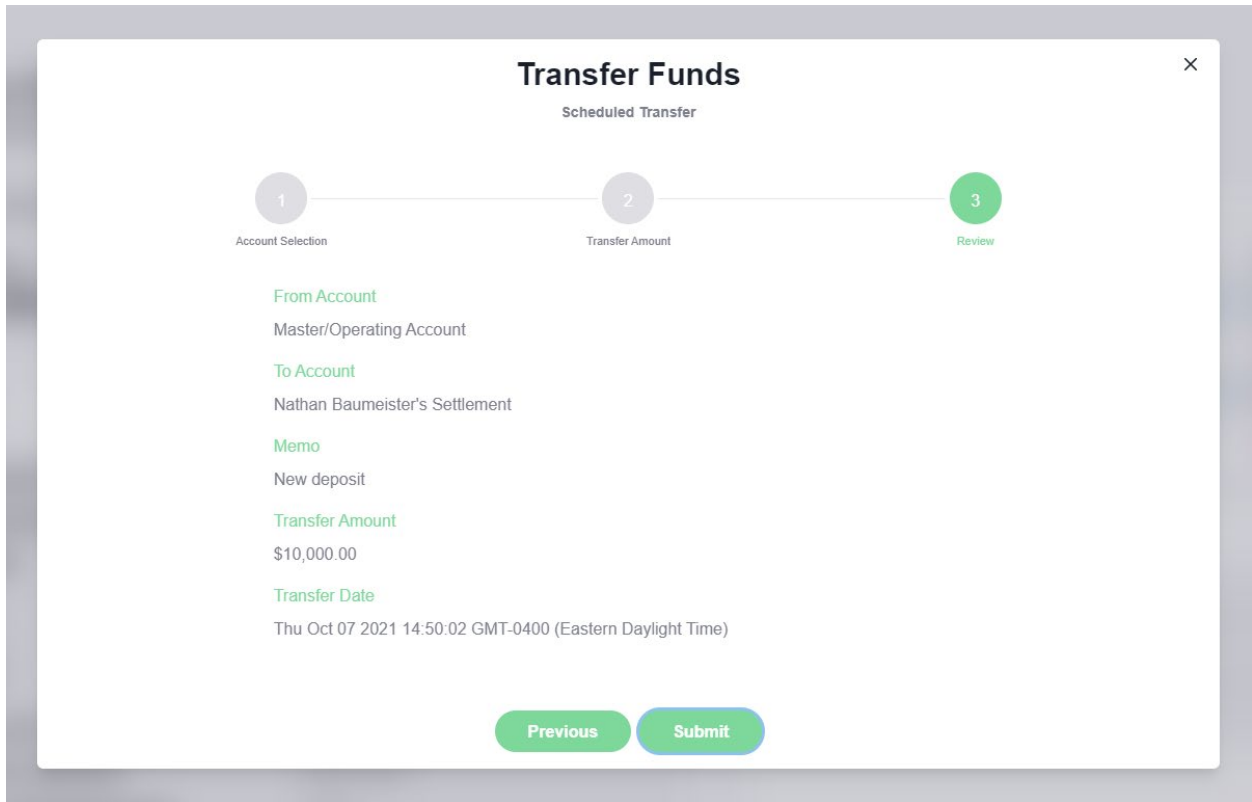 Transfer Funds
Scheduled Transfer
1
2
3
Account Selection
Transfer Amount
Review
From Account
Master/Operating Account
To Account
Nathan Baumeister's Settlement
Memo
New deposit
Transfer Amount
$10,000.00
Transfer Date
Thu Oct 07 2021 14:50:02 GMT-0400 (Eastern Daylight Time)
Previous
Submit